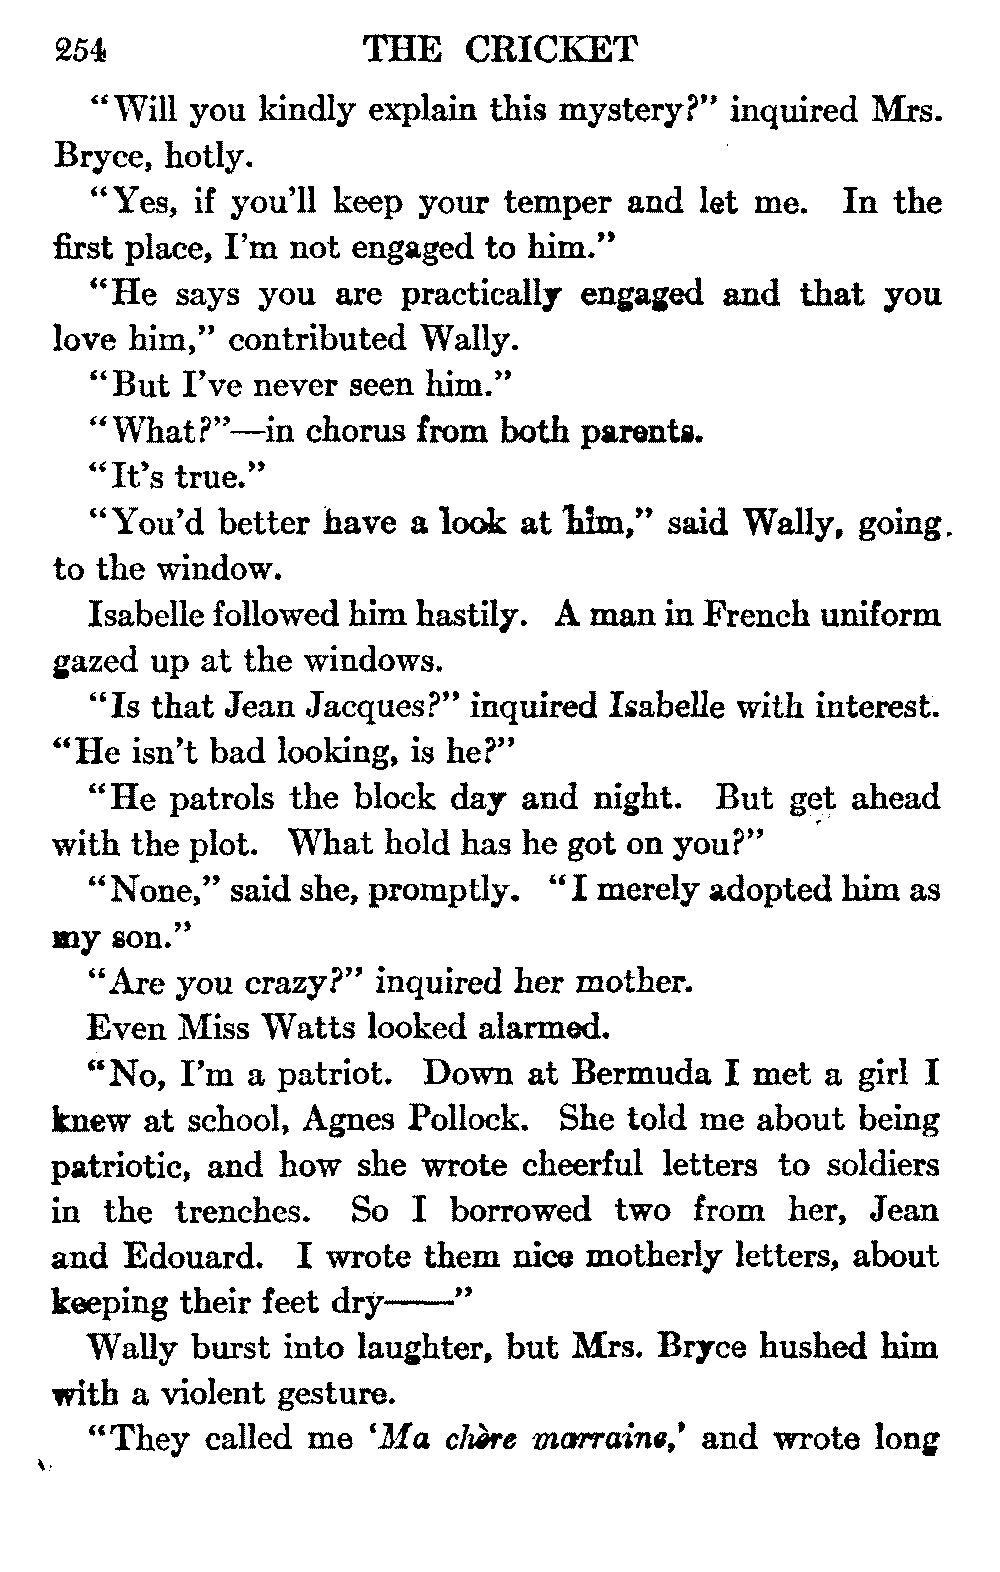 254 THE CRICKET
"Will you kindly explain this mystery?" inquired Mrs.
Bryce, hotly.
"Yes, if you'll keep your temper and let me. In the
first place, I'm not engaged to him."
"He says you are practically engaged and that you
love him," contributed Wally.
"But I've never seen him."
"What?"—in chorus from both parents.
"It's true."
"You'd better have a look at him," said Wally, going
to the window.
Isabelle followed him hastily. A man in French uniform
gazed up at the windows.
"Is that Jean Jacques?" inquired Isabelle with interest.
"He isn't bad looking, is he?"
"He patrols the block day and night. But get ahead
with the plot. What hold has he got on you?"
"None," said she, promptly. "I merely adopted him as
my son."
"Are you crazy?" inquired her mother.
Even Miss Watts looked alarmed.
"No, I'm a patriot. Down at Bermuda I met a girl I
knew at school, Agnes Pollock. She told me about being
patriotic, and how she wrote cheerful letters to soldiers
in the trenches. So I borrowed two from her, Jean
and Edouard. I wrote them nice motherly letters, about
keeping their feet dry——"
Wally burst into laughter, but Mrs. Bryce hushed him
with a violent gesture.
"They called me 'Ma chère marraine,' and wrote long